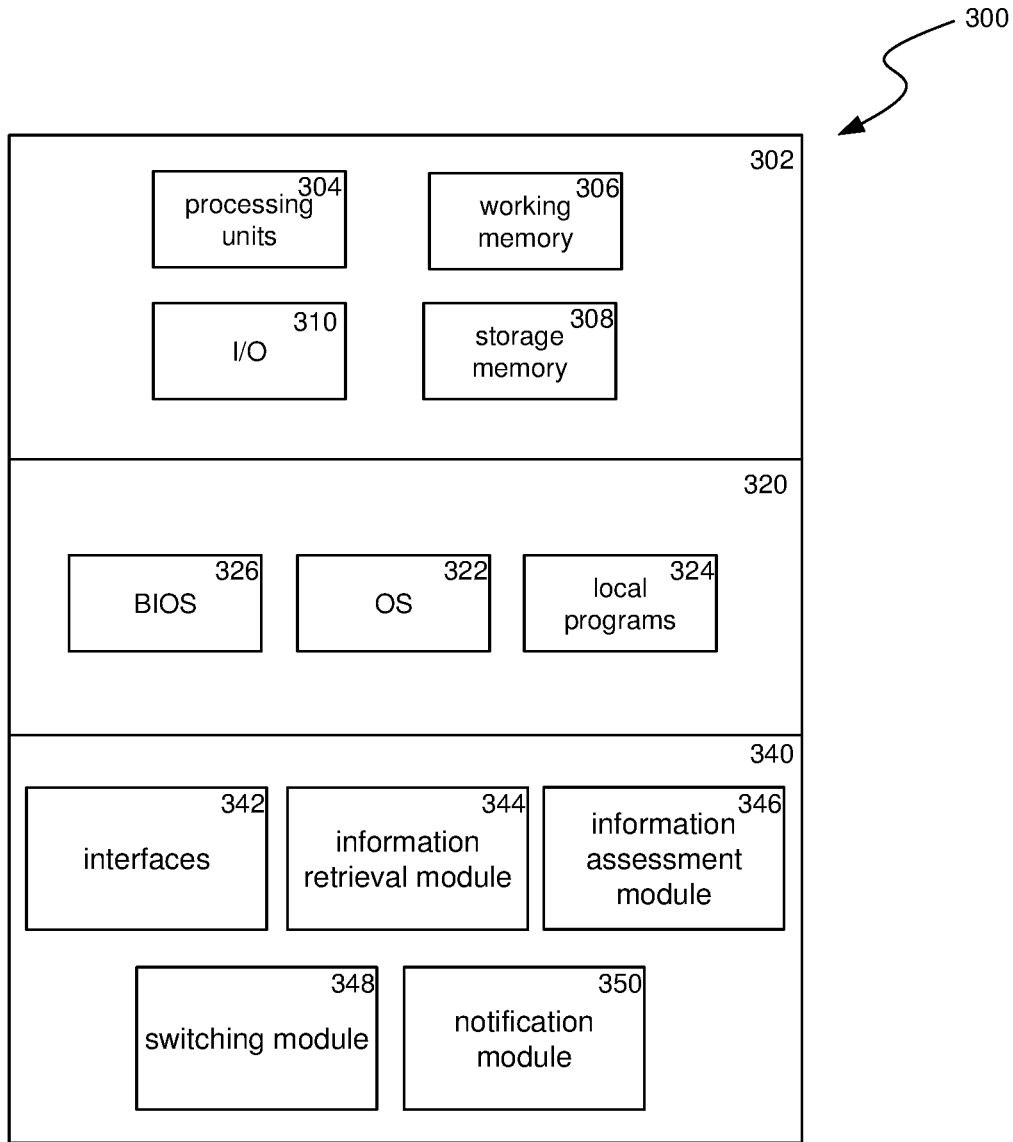 300
302
304
processing
units
306
working
memory
310
I/O
308
storage
memory
320
326
BIOS
322
OS
324
local
programs
340
342
interfaces
344
information
retrieval module
346
information
assessment
module
348
switching module
350
notification
module